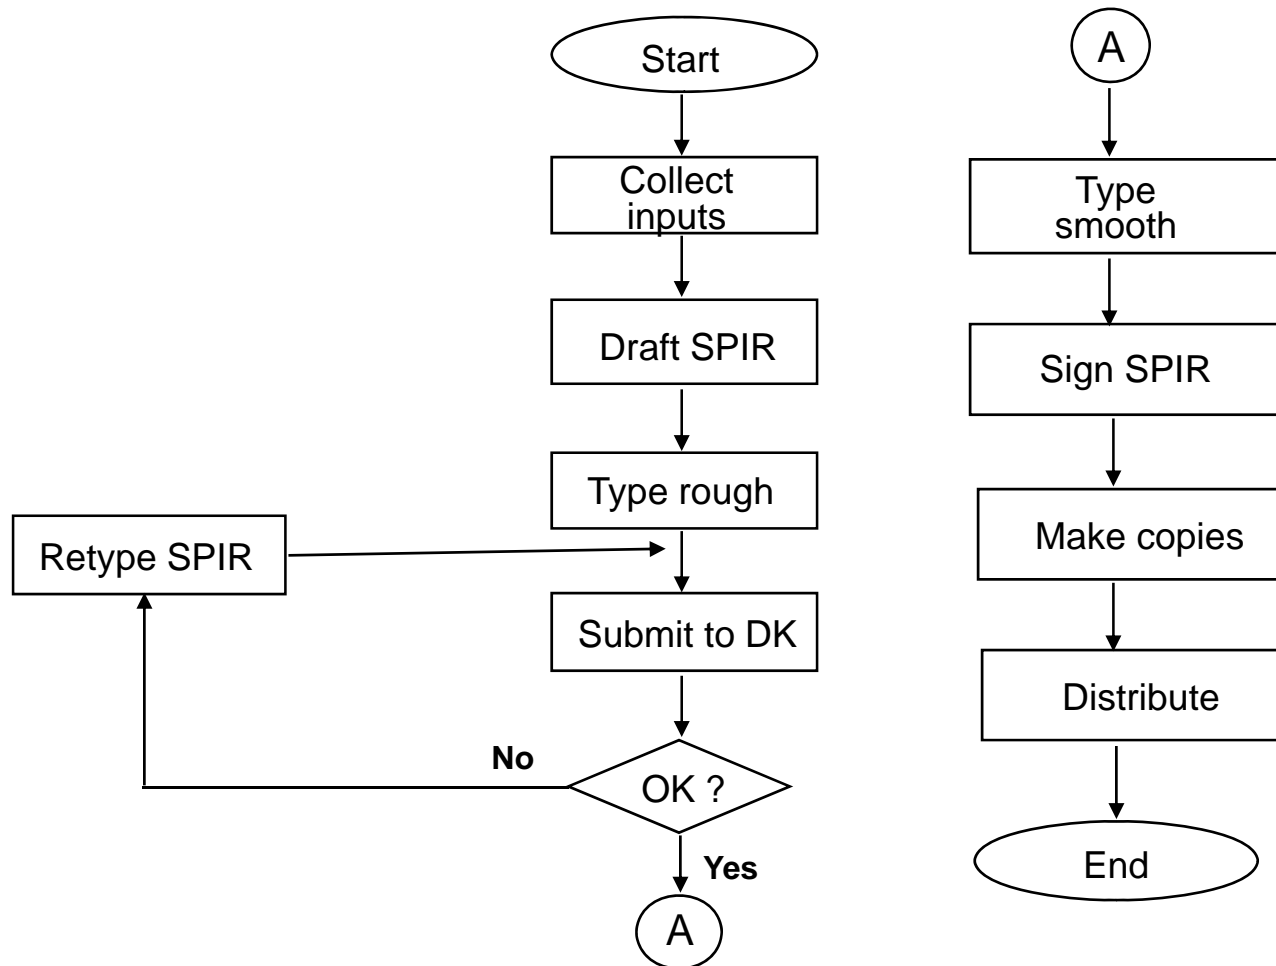 Start
Collect
inputs
Draft SPIR
Type rough
Retype SPIR
Submit to DK
No
OK ?
Yes
A
A
Type
smooth
Sign SPIR
Make copies
Distribute
End